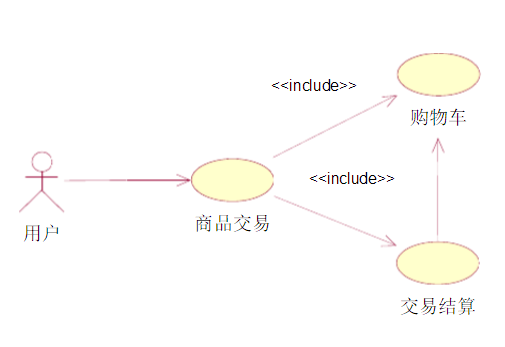 <<include>>
购物车
<<include>>
商品交易
用户
交易结算